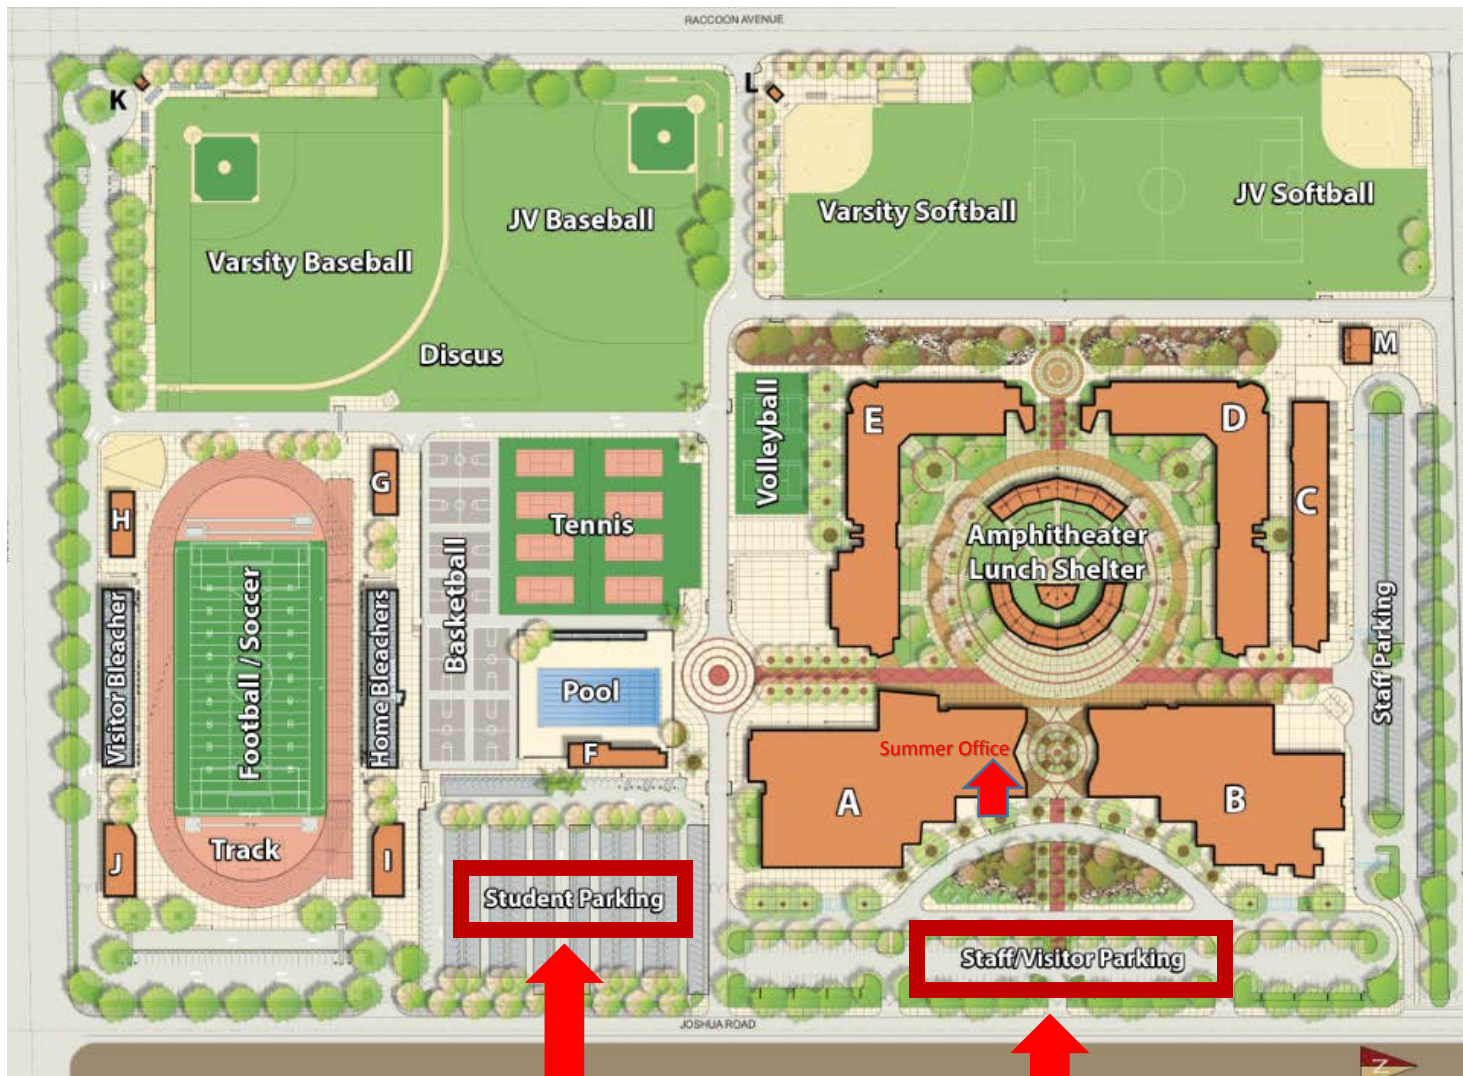 RACCOON AVENUE
K
L
JV Softball
Varsity Softball
JV Baseball
Varsity Baseball
Discus
M
Volleyball
E
D
C
G
H
Tennis
Amphitheater
Lunch Shelter
Basketball
Visitor Bleacher
Football / Soccer
Home Bleachers
Pool
Staff Parking
F
Summer Office
A
B
J
Track
I
Student Parking
Staff/Visitor Parking
JOSHUA ROAD
N